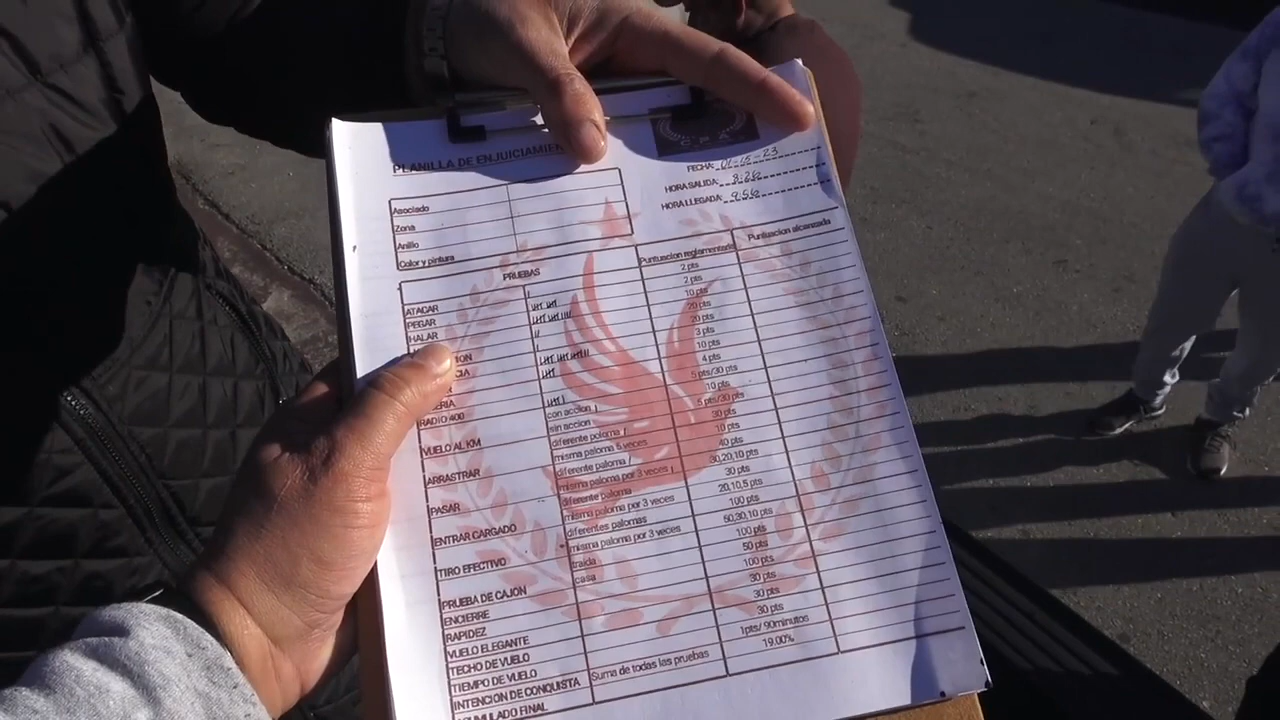 PLANILLA DE
FECHA: 01-15-23
HORA SALIDA: 8:26
HORA LLEGADA: 9:56
Asociado
Zona
Anillo
Color y pintura
PRUEBAS
Puntuacion reglamentaria
Puntuacion alcanzada
ATACAR
2 pts
PEGAR
2 pts
HALAR
10 pts
20 pts
20 pts
3 pts
10 pts
RADIO 400
4 pts
VUELO AL KM
con accion
5 pts/30 pts
sin accion
10 pts
ARRASTRAR
diferente paloma
5 pts/30 pts
misma paloma 5 veces
30 pts
PASAR
diferente paloma
10 pts
misma paloma por 3 veces
40 pts
ENTRAR CARGADO
diferente paloma
30,20,10 pts
misma paloma por 3 veces
30 pts
TIRO EFECTIVO
diferentes palomas
20,10,5 pts
misma paloma por 3 veces
100 pts
PRUEBA DE CAJON
traida
50,30,10 pts
casa
100 pts
ENCIERRE
50 pts
RAPIDEZ
100 pts
VUELO ELEGANTE
30 pts
TECHO DE VUELO
30 pts
TIEMPO DE VUELO
30 pts
INTENCION DE CONQUISTA
1pts/ 90minutos
ACUMULADO FINAL
Suma de todas las pruebas
19.00%